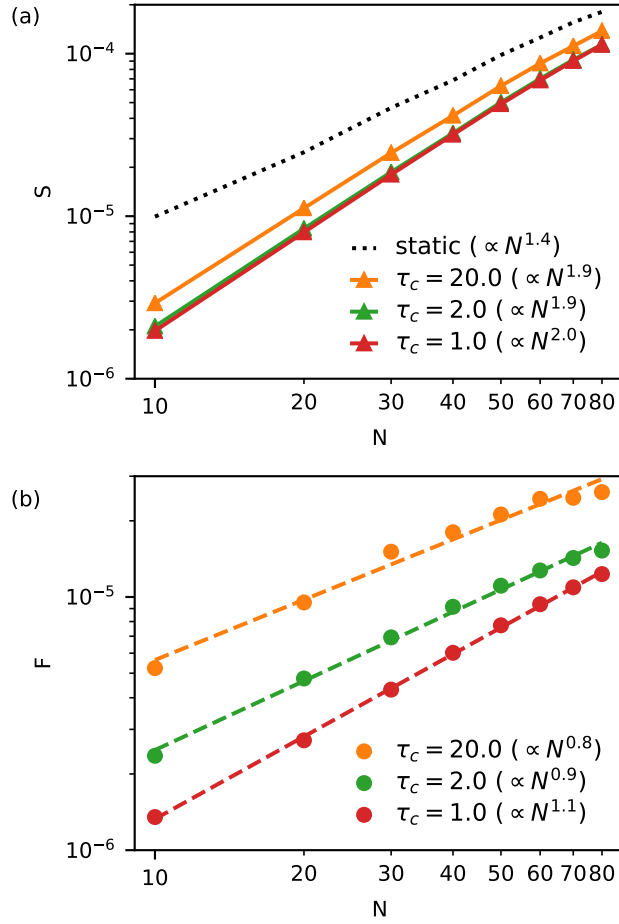 (a)
10⁻⁴
10⁻⁵
10⁻⁶
S
static ( ∝ N^1.4)
τ_c = 20.0 ( ∝ N^1.9)
τ_c = 2.0 ( ∝ N^1.9)
τ_c = 1.0 ( ∝ N^2.0)
10 20 30 40 50 60 70 80
N
(b)
10⁻⁵
10⁻⁶
F
τ_c = 20.0 ( ∝ N^0.8)
τ_c = 2.0 ( ∝ N^0.9)
τ_c = 1.0 ( ∝ N^1.1)
10 20 30 40 50 60 70 80
N